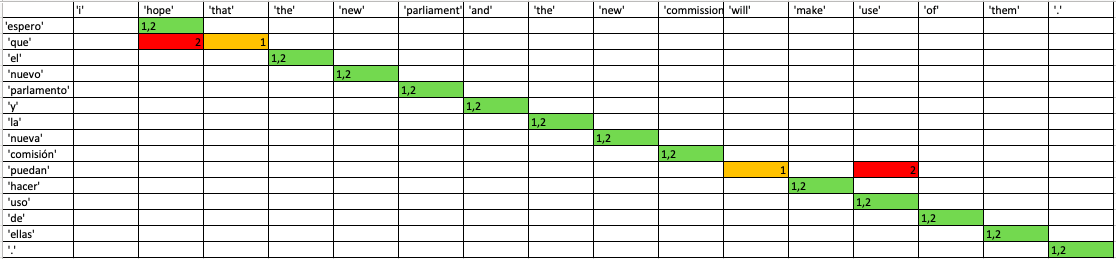 'i' 'hope' 'that' 'the' 'new' 'parliament' 'and' 'the' 'new' 'commission 'will' 'make' 'use' 'of' 'them' '.'
'espero' 1,2
'que' 2 1
'el' 1,2
'nuevo' 1,2
'parlamento' 1,2
'y' 1,2
'la' 1,2
'nueva' 1,2
'comisión' 1,2
'puedan' 1 2
'hacer' 1,2
'uso' 1,2
'de' 1,2
'ellas' 1,2
'.' 1,2